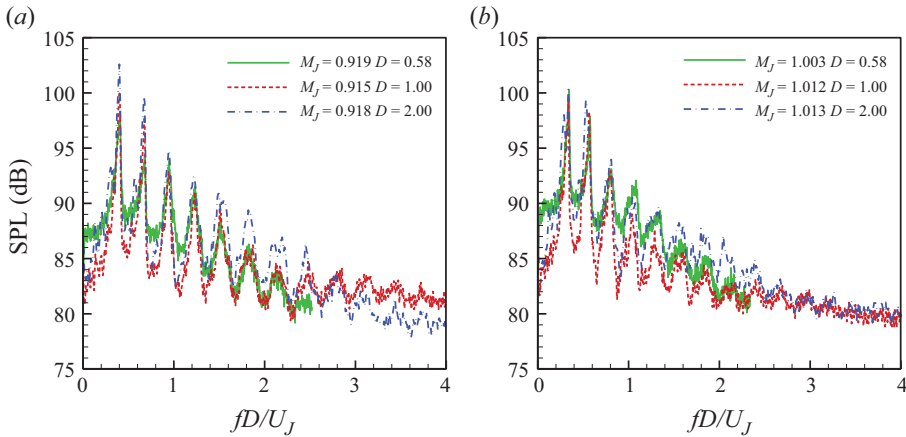 (a)
105
100
95
90
85
80
75
SPL (dB)
M_J = 0.919 D = 0.58
M_J = 0.915 D = 1.00
M_J = 0.918 D = 2.00
0 1 2 3 4
fD/U_J
(b)
105
100
95
90
85
80
75
M_J = 1.003 D = 0.58
M_J = 1.012 D = 1.00
M_J = 1.013 D = 2.00
0 1 2 3 4
fD/U_J